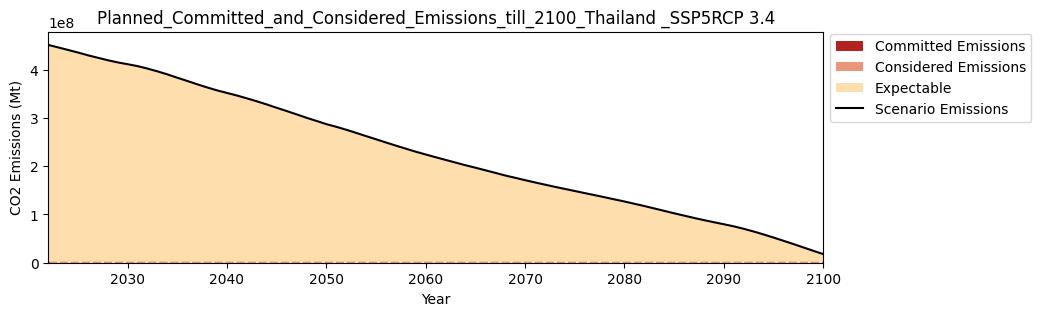 Planned_Committed_and_Considered_Emissions_till_2100_Thailand _SSP5RCP 3.4
1e8
4
3
2
1
0
CO2 Emissions (Mt)
2030 2040 2050 2060 2070 2080 2090 2100
Year
Committed Emissions
Considered Emissions
Expectable
Scenario Emissions